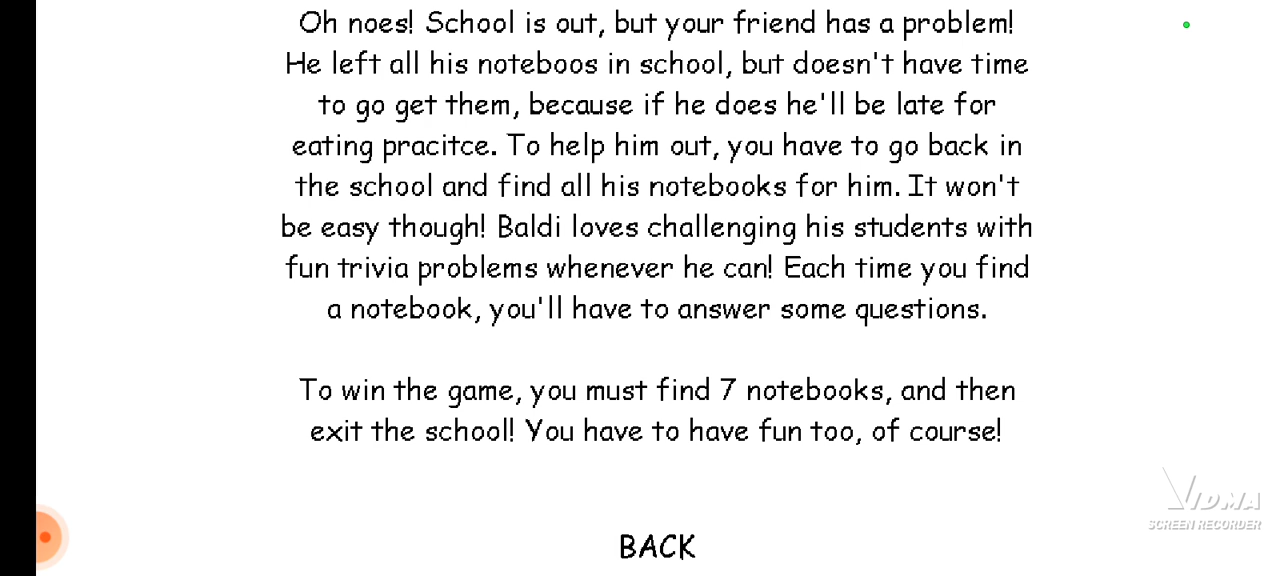 Oh noes! School is out, but your friend has a problem!
He left all his noteboos in school, but doesn't have time
to go get them, because if he does he'll be late for
eating pracitce. To help him out, you have to go back in
the school and find all his notebooks for him. It won't
be easy though! Baldi loves challenging his students with
fun trivia problems whenever he can! Each time you find
a notebook, you'll have to answer some questions.
To win the game, you must find 7 notebooks, and then
exit the school! You have to have fun too, of course!
VIDMA
SCREEN RECORDER
BACK